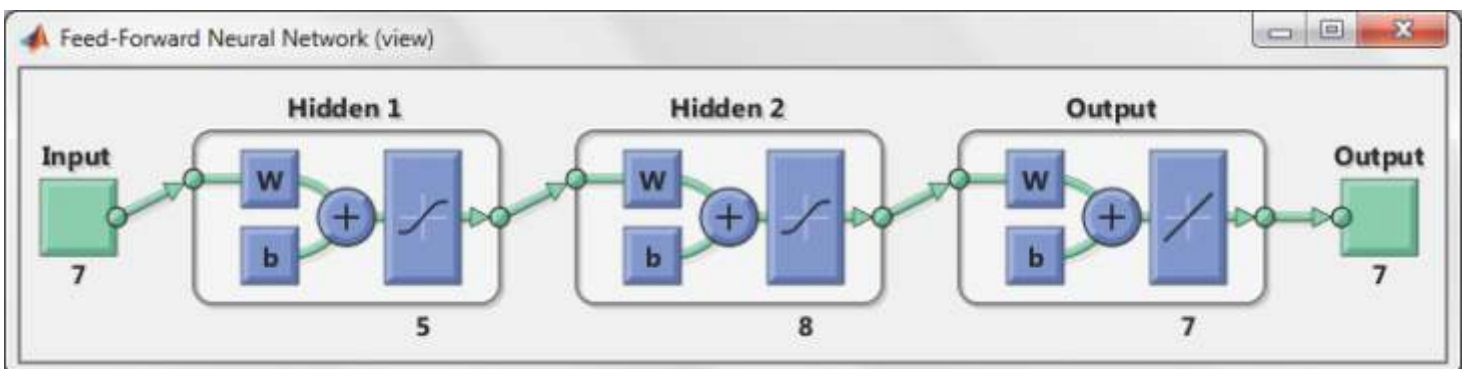 Feed-Forward Neural Network (view)
Hidden 1
Hidden 2
Output
Input
Output
W
W
W
b
b
b
7
5
8
7
7